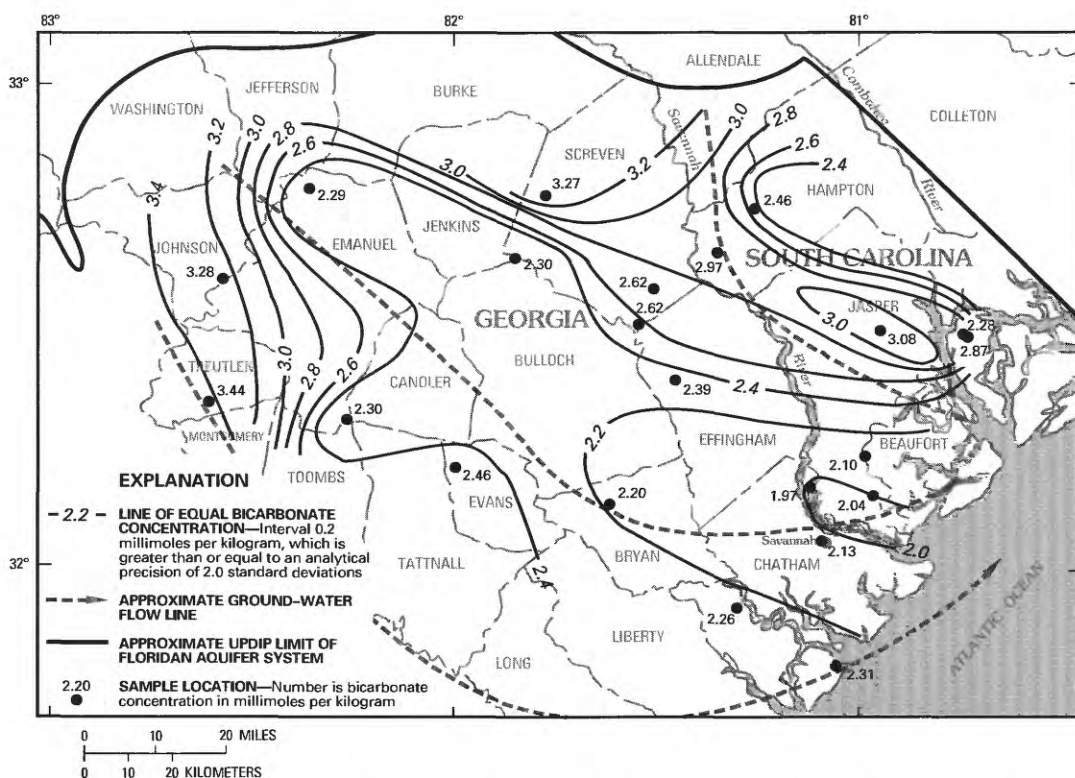 83° 82° 81°
33°
32°
ALLENDALE
Combahee
River
COLLETON
WASHINGTON
JEFFERSON
BURKE
SCREVEN
Savannah
River
HAMPTON
3.4
3.2
3.0
2.8
2.6
3.0
3.2
3.0
2.8
2.6
2.4
3.27
2.29
2.46
JENKINS
EMANUEL
JOHNSON
3.28
2.30
2.97
SOUTH CAROLINA
2.62
2.62
GEORGIA
JASPER
3.0
3.08
2.28
2.87
BULLOCH
TREUTLEN
3.44
3.0
2.8
2.6
CANDLER
2.39
2.4
MONTGOMERY
2.30
2.2
EFFINGHAM
BEAUFORT
2.10
TOOMBS
2.46
EVANS
2.20
1.97
2.04
2.0
Savannah
2.13
TATTNALL
2.4
BRYAN
CHATHAM
LIBERTY
2.26
LONG
2.31
ATLANTIC OCEAN
EXPLANATION
2.2
LINE OF EQUAL BICARBONATE
CONCENTRATION—Interval 0.2
millimoles per kilogram, which is
greater than or equal to an analytical
precision of 2.0 standard deviations
APPROXIMATE GROUND-WATER
FLOW LINE
APPROXIMATE UPDIP LIMIT OF
FLORIDAN AQUIFER SYSTEM
2.20
SAMPLE LOCATION—Number is bicarbonate
concentration in millimoles per kilogram
0 10 20 MILES
0 10 20 KILOMETERS